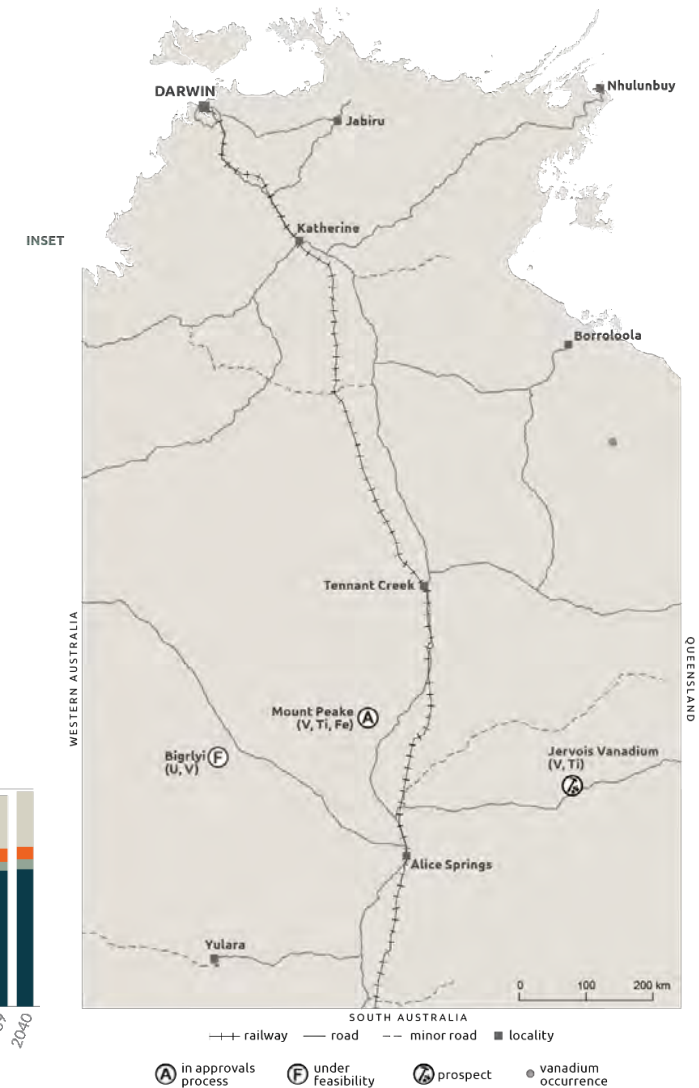 DARWIN
Nhulunbuy
Jabiru
Katherine
INSET
Borroloola
Tennant Creek
WESTERN AUSTRALIA
QUEENSLAND
Mount Peake
(V, Ti, Fe)
A
Bigrlyi
(U, V)
F
Jervois Vanadium
(V, Ti)
Alice Springs
Yulara
0 100 200 km
2040
SOUTH AUSTRALIA
railway road minor road locality
A in approvals
process
F under
feasibility
prospect
vanadium
occurrence